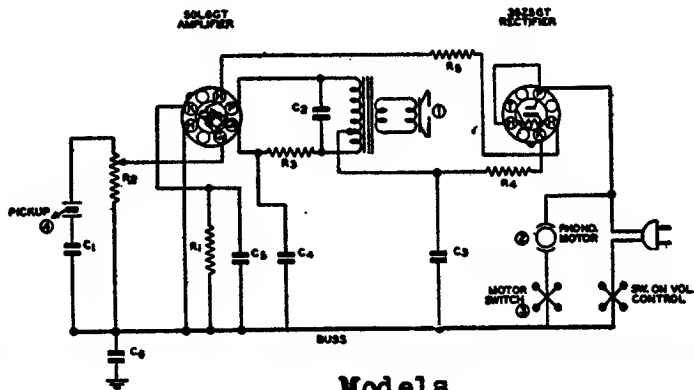 50L6GT
AMPLIFIER
35Z5GT
RECTIFIER
R5
C2
①
R3
R2
R4
PICKUP
④
C1
R1
C5
C4
C3
②
PHONO.
MOTOR
MOTOR
SWITCH
③
SW. ON VOL.
CONTROL
BUSS
C6
Models